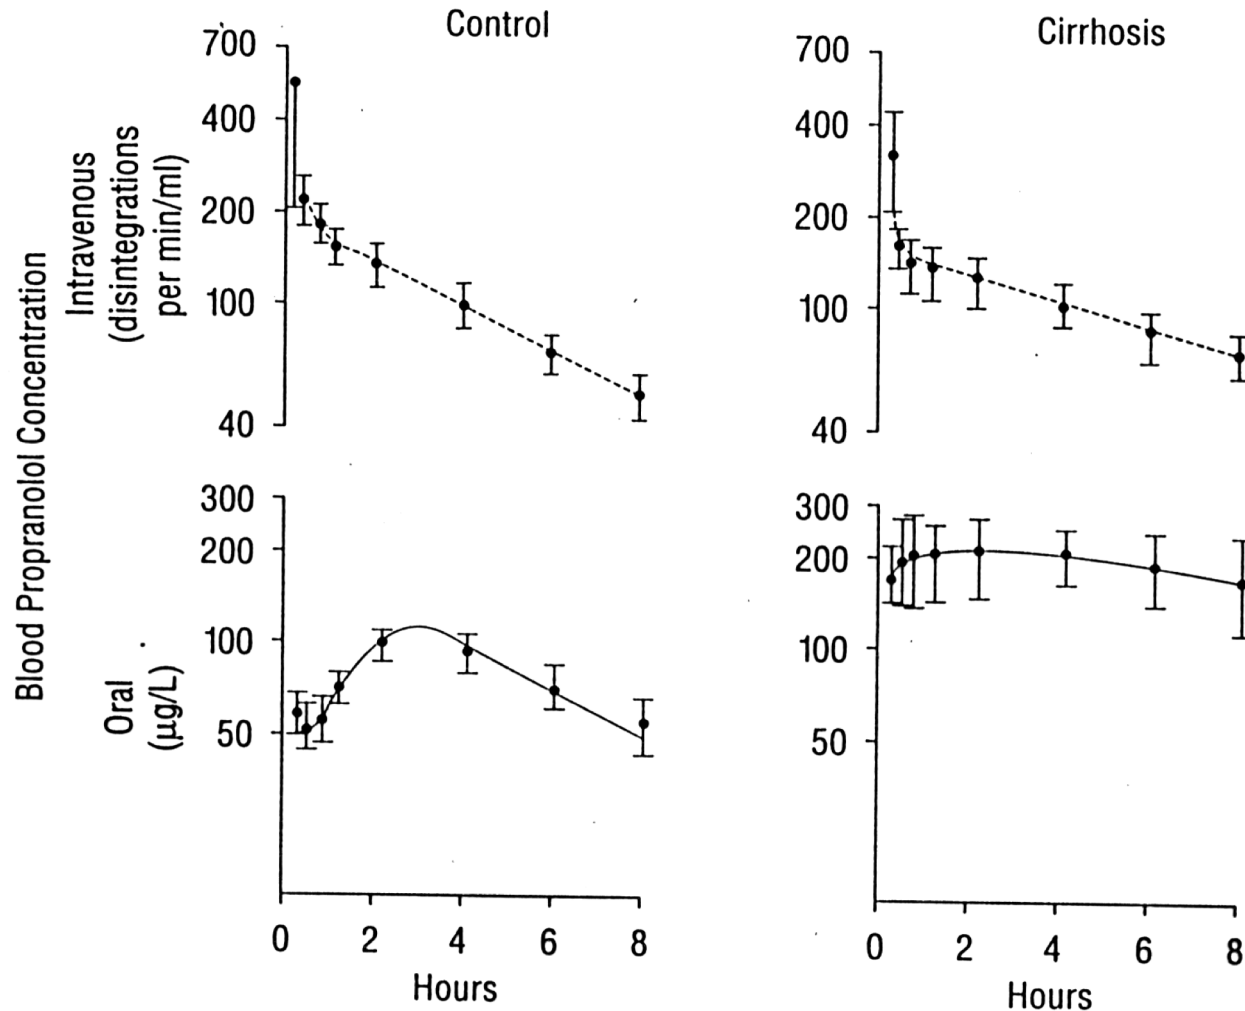 Control
Cirrhosis
Blood Propranolol Concentration
Intravenous
(disintegrations
per min/ml)
700
400
200
100
40
700
400
200
100
40
Oral
(µg/L)
300
200
100
50
300
200
100
50
0 2 4 6 8
Hours
0 2 4 6 8
Hours